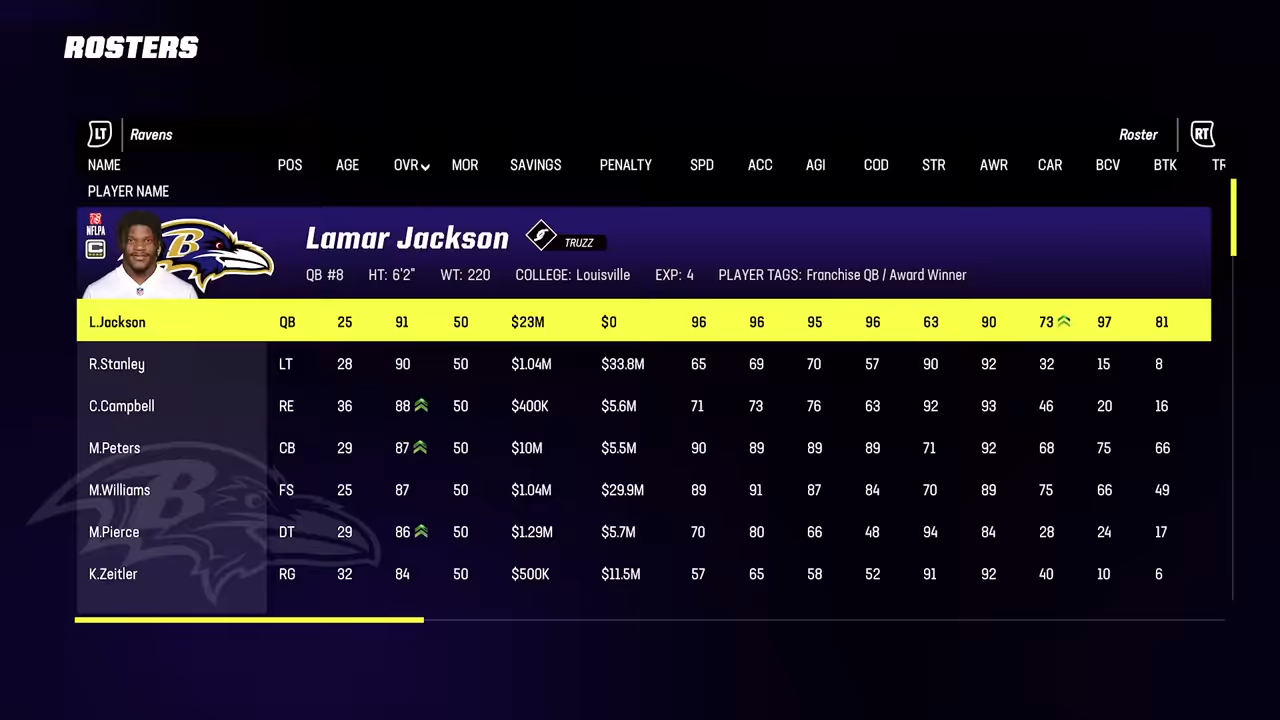 ROSTERS
LT Ravens Roster RT
NAME POS AGE OVR MOR SAVINGS PENALTY SPD ACC AGI COD STR AWR CAR BCV BTK TR
PLAYER NAME
NFLPA
C
B
Lamar Jackson TRUZZ
QB #8 HT: 6'2" WT: 220 COLLEGE: Louisville EXP: 4 PLAYER TAGS: Franchise QB / Award Winner
L.Jackson QB 25 91 50 $23M $0 96 96 95 96 63 90 73 97 81
R.Stanley LT 28 90 50 $1.04M $33.8M 65 69 70 57 90 92 32 15 8
C.Campbell RE 36 88 50 $400K $5.6M 71 73 76 63 92 93 46 20 16
M.Peters CB 29 87 50 $10M $5.5M 90 89 89 89 71 92 68 75 66
M.Williams FS 25 87 50 $1.04M $29.9M 89 91 87 84 70 89 75 66 49
M.Pierce DT 29 86 50 $1.29M $5.7M 70 80 66 48 94 84 28 24 17
K.Zeitler RG 32 84 50 $500K $11.5M 57 65 58 52 91 92 40 10 6
B